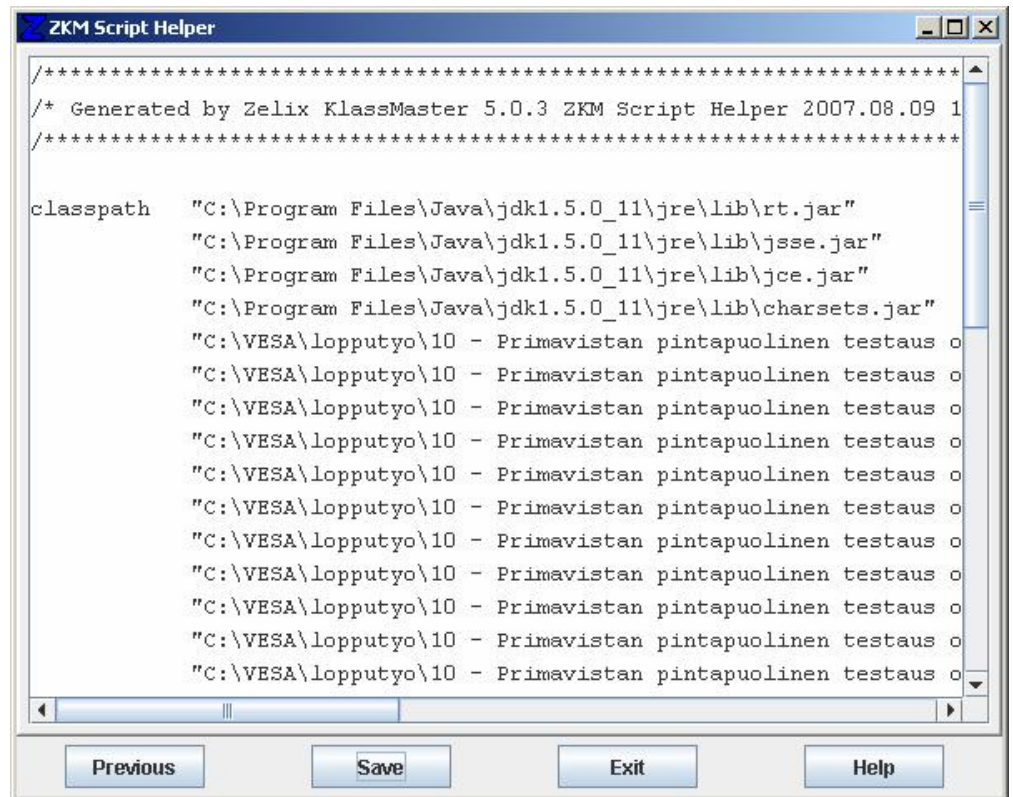 ZKM Script Helper
/*********************************************************************
/* Generated by Zelix KlassMaster 5.0.3 ZKM Script Helper 2007.08.09 1
/*********************************************************************
classpath "C:\Program Files\Java\jdk1.5.0_11\jre\lib\rt.jar"
"C:\Program Files\Java\jdk1.5.0_11\jre\lib\jsse.jar"
"C:\Program Files\Java\jdk1.5.0_11\jre\lib\jce.jar"
"C:\Program Files\Java\jdk1.5.0_11\jre\lib\charsets.jar"
"C:\VESA\lopputyo\10 - Primavistan pintapuolinen testaus o
"C:\VESA\lopputyo\10 - Primavistan pintapuolinen testaus o
"C:\VESA\lopputyo\10 - Primavistan pintapuolinen testaus o
"C:\VESA\lopputyo\10 - Primavistan pintapuolinen testaus o
"C:\VESA\lopputyo\10 - Primavistan pintapuolinen testaus o
"C:\VESA\lopputyo\10 - Primavistan pintapuolinen testaus o
"C:\VESA\lopputyo\10 - Primavistan pintapuolinen testaus o
"C:\VESA\lopputyo\10 - Primavistan pintapuolinen testaus o
"C:\VESA\lopputyo\10 - Primavistan pintapuolinen testaus o
"C:\VESA\lopputyo\10 - Primavistan pintapuolinen testaus o
"C:\VESA\lopputyo\10 - Primavistan pintapuolinen testaus o
Previous Save Exit Help